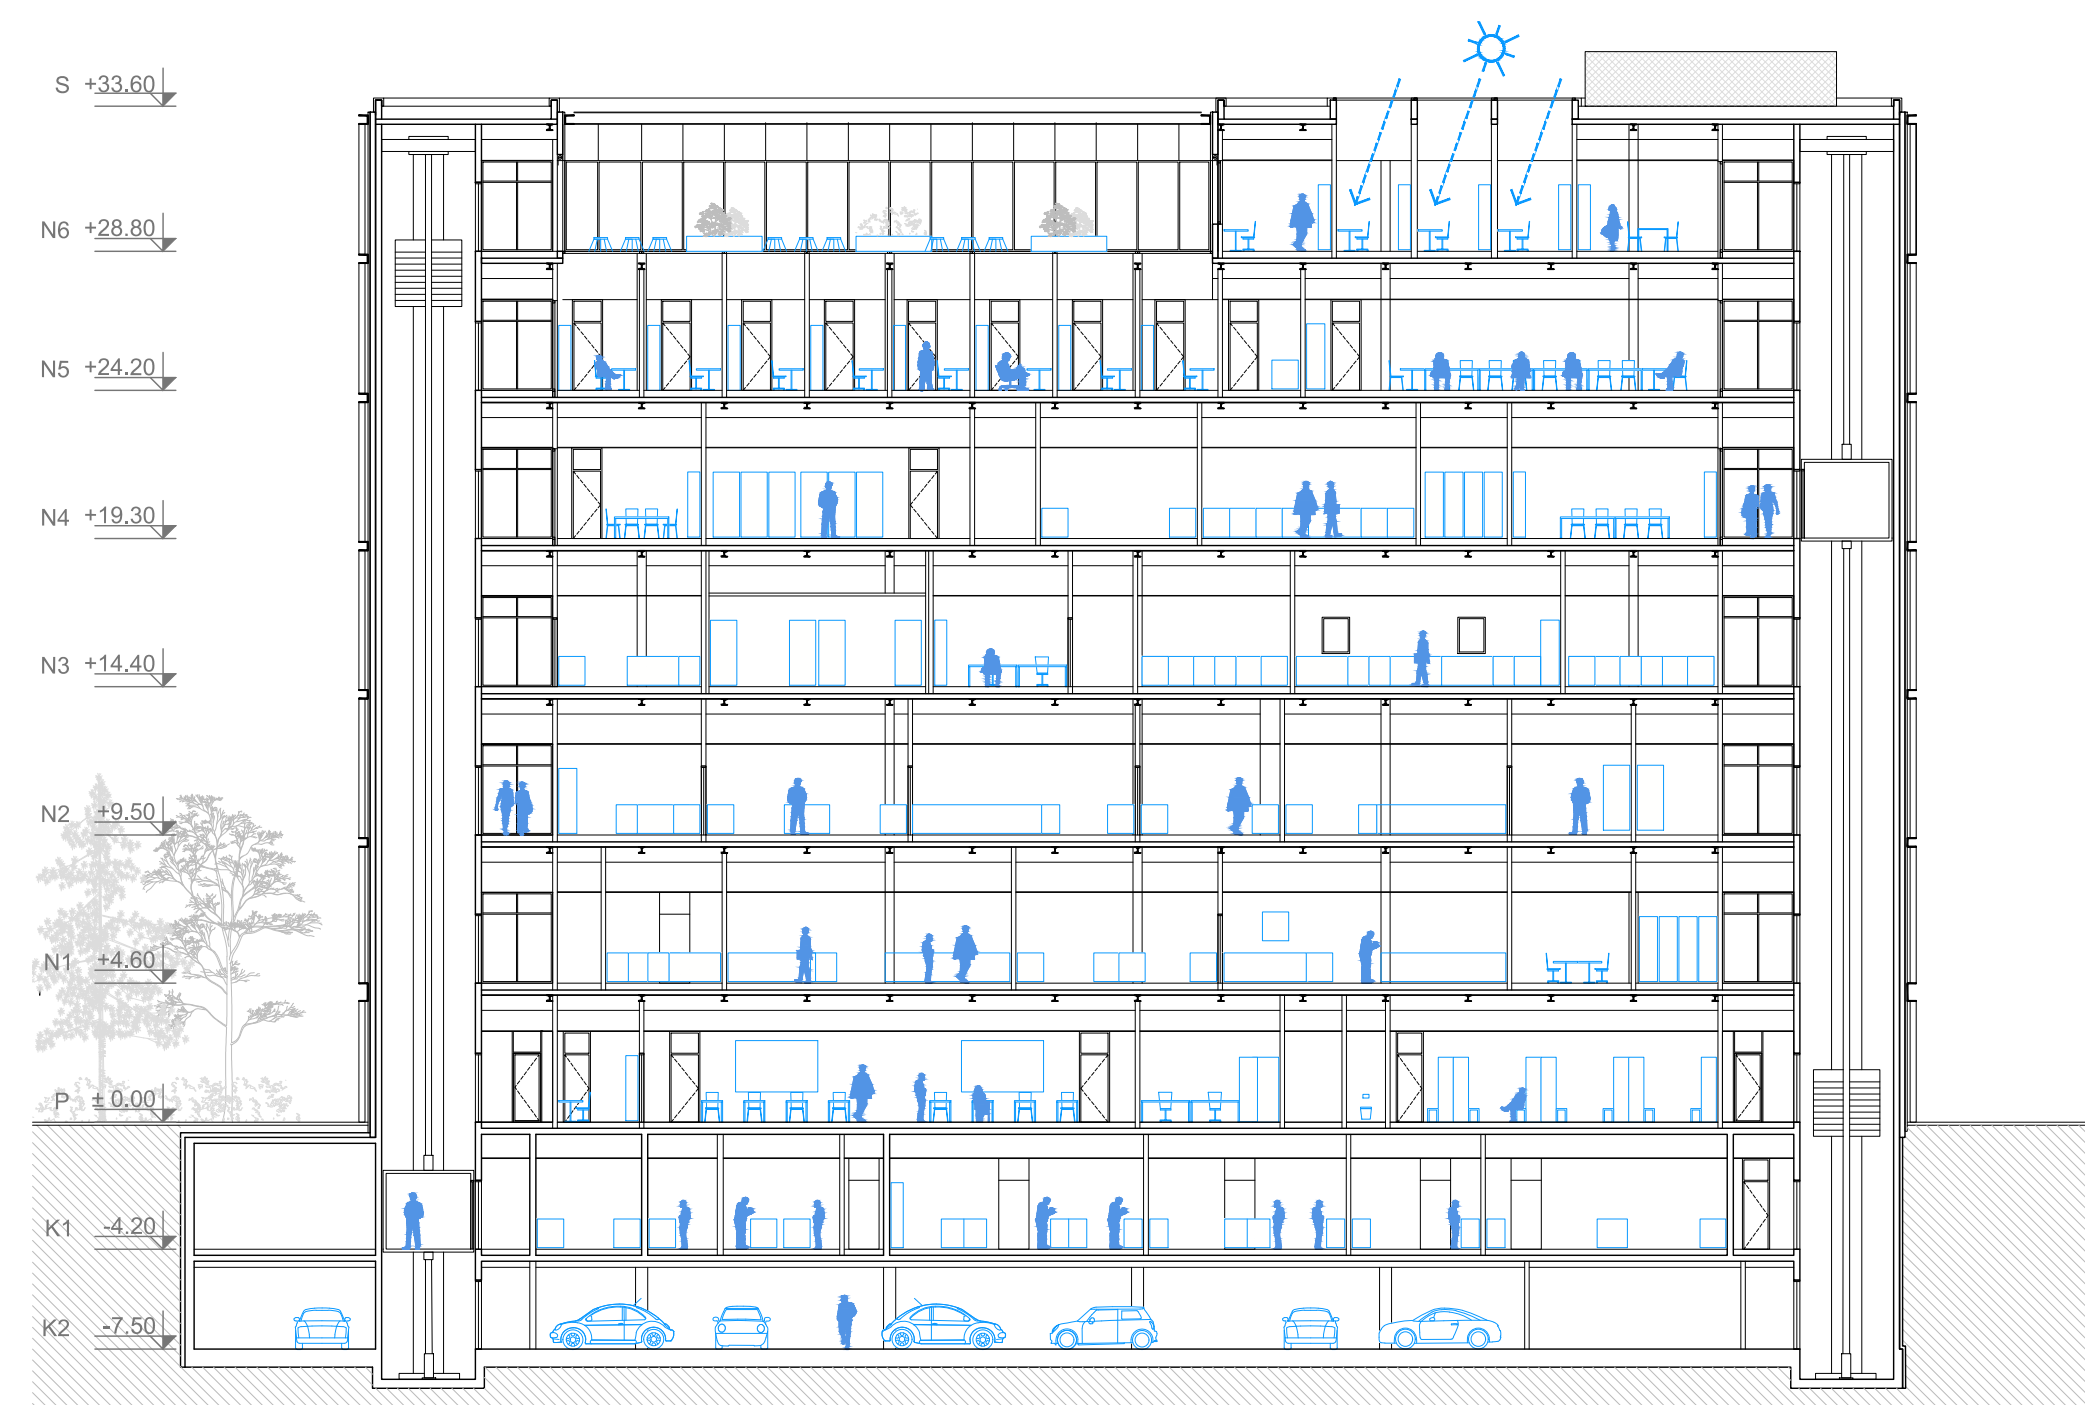 S +33.60
N6 +28.80
N5 +24.20
N4 +19.30
N3 +14.40
N2 +9.50
N1 +4.60
P ± 0.00
K1 -4.20
K2 -7.50